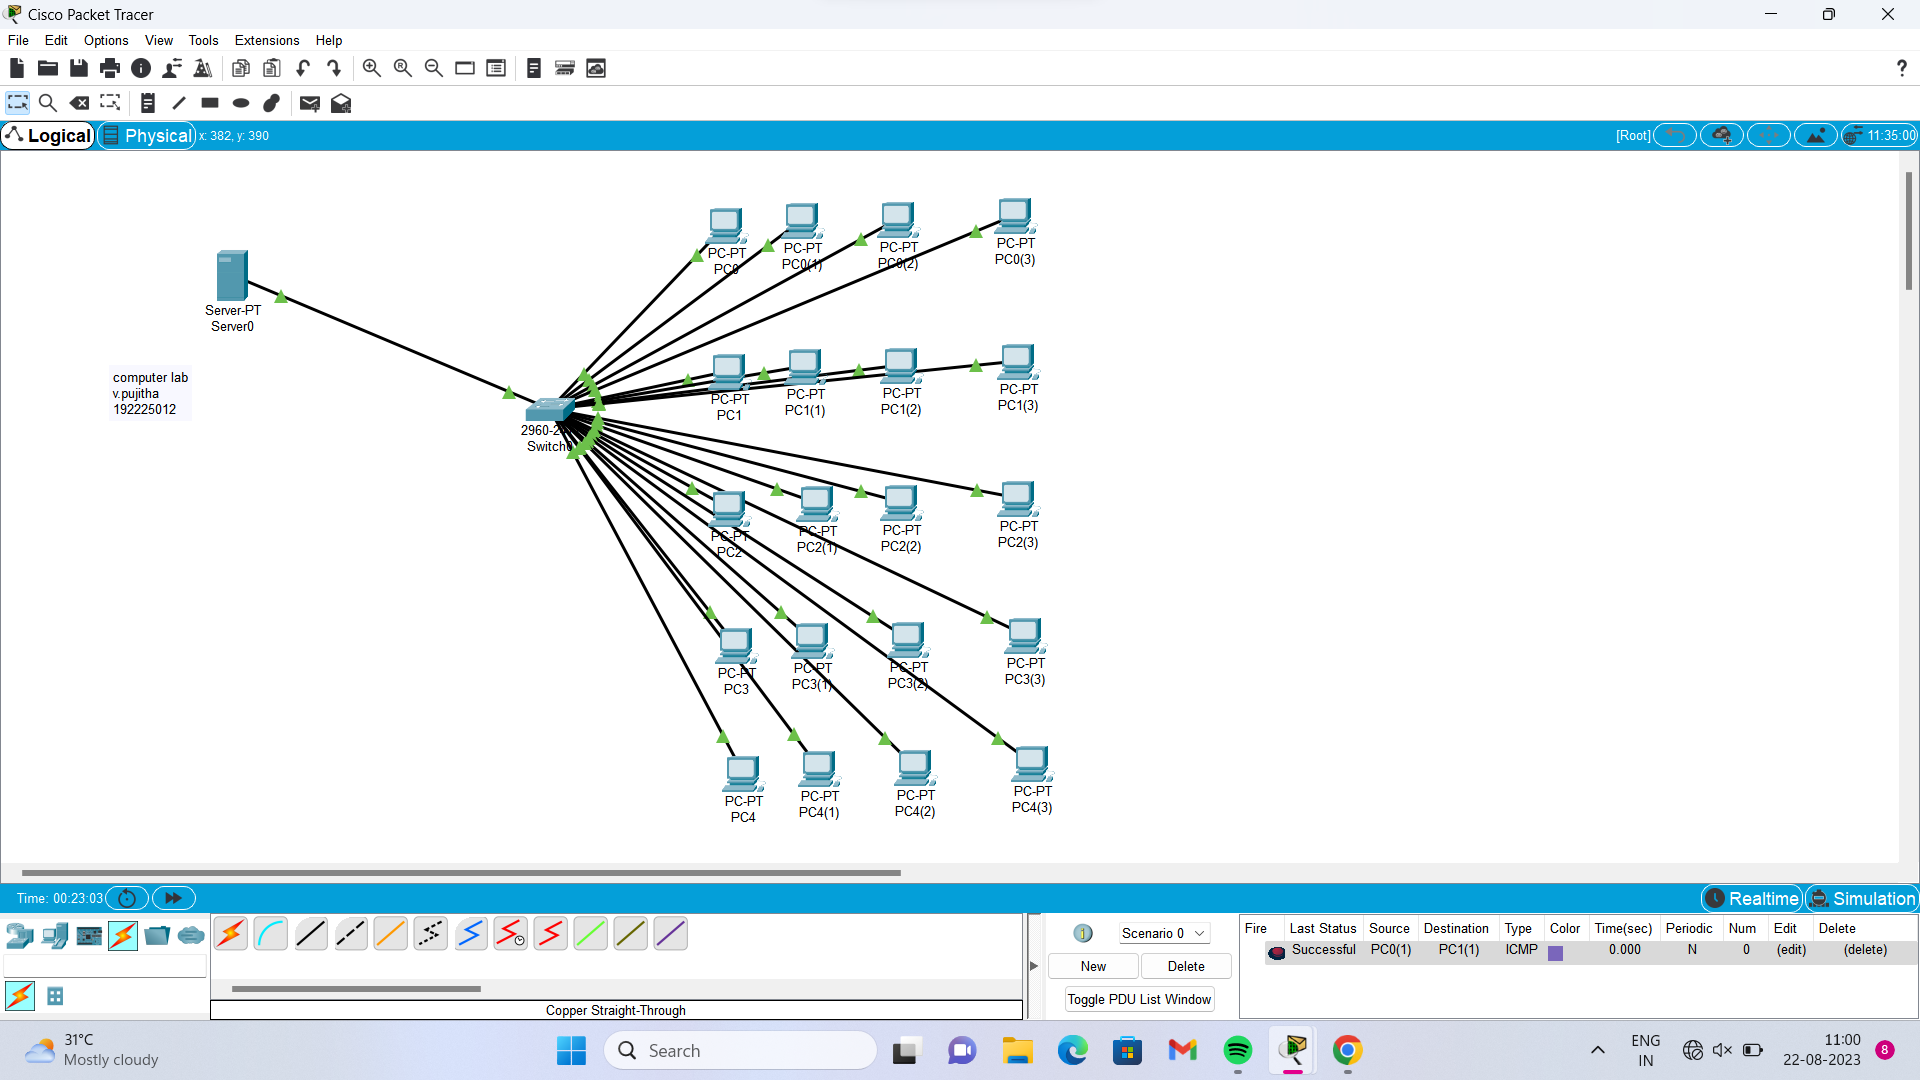 Cisco Packet Tracer
File Edit Options View Tools Extensions Help
?
Logical Physical x: 382, y: 390 [Root] 11:35:00
PC-PT
PC0
PC-PT
PC0(1)
PC-PT
PC0(2)
PC-PT
PC0(3)
Server-PT
Server0
computer lab
v.pujitha
192225012
2960-2
Switch0
PC-PT
PC1
PC-PT
PC1(1)
PC-PT
PC1(2)
PC-PT
PC1(3)
PC-PT
PC2
PC-PT
PC2(1)
PC-PT
PC2(2)
PC-PT
PC2(3)
PC-PT
PC3
PC-PT
PC3(1)
PC-PT
PC3(2)
PC-PT
PC3(3)
PC-PT
PC4
PC-PT
PC4(1)
PC-PT
PC4(2)
PC-PT
PC4(3)
Time: 00:23:03 Realtime Simulation
Scenario 0
New Delete
Toggle PDU List Window
Fire Last Status Source Destination Type Color Time(sec) Periodic Num Edit Delete
Successful PC0(1) PC1(1) ICMP 0.000 N 0 (edit) (delete)
Copper Straight-Through
31°C
Mostly cloudy
Search
ENG
IN
11:00
22-08-2023
8